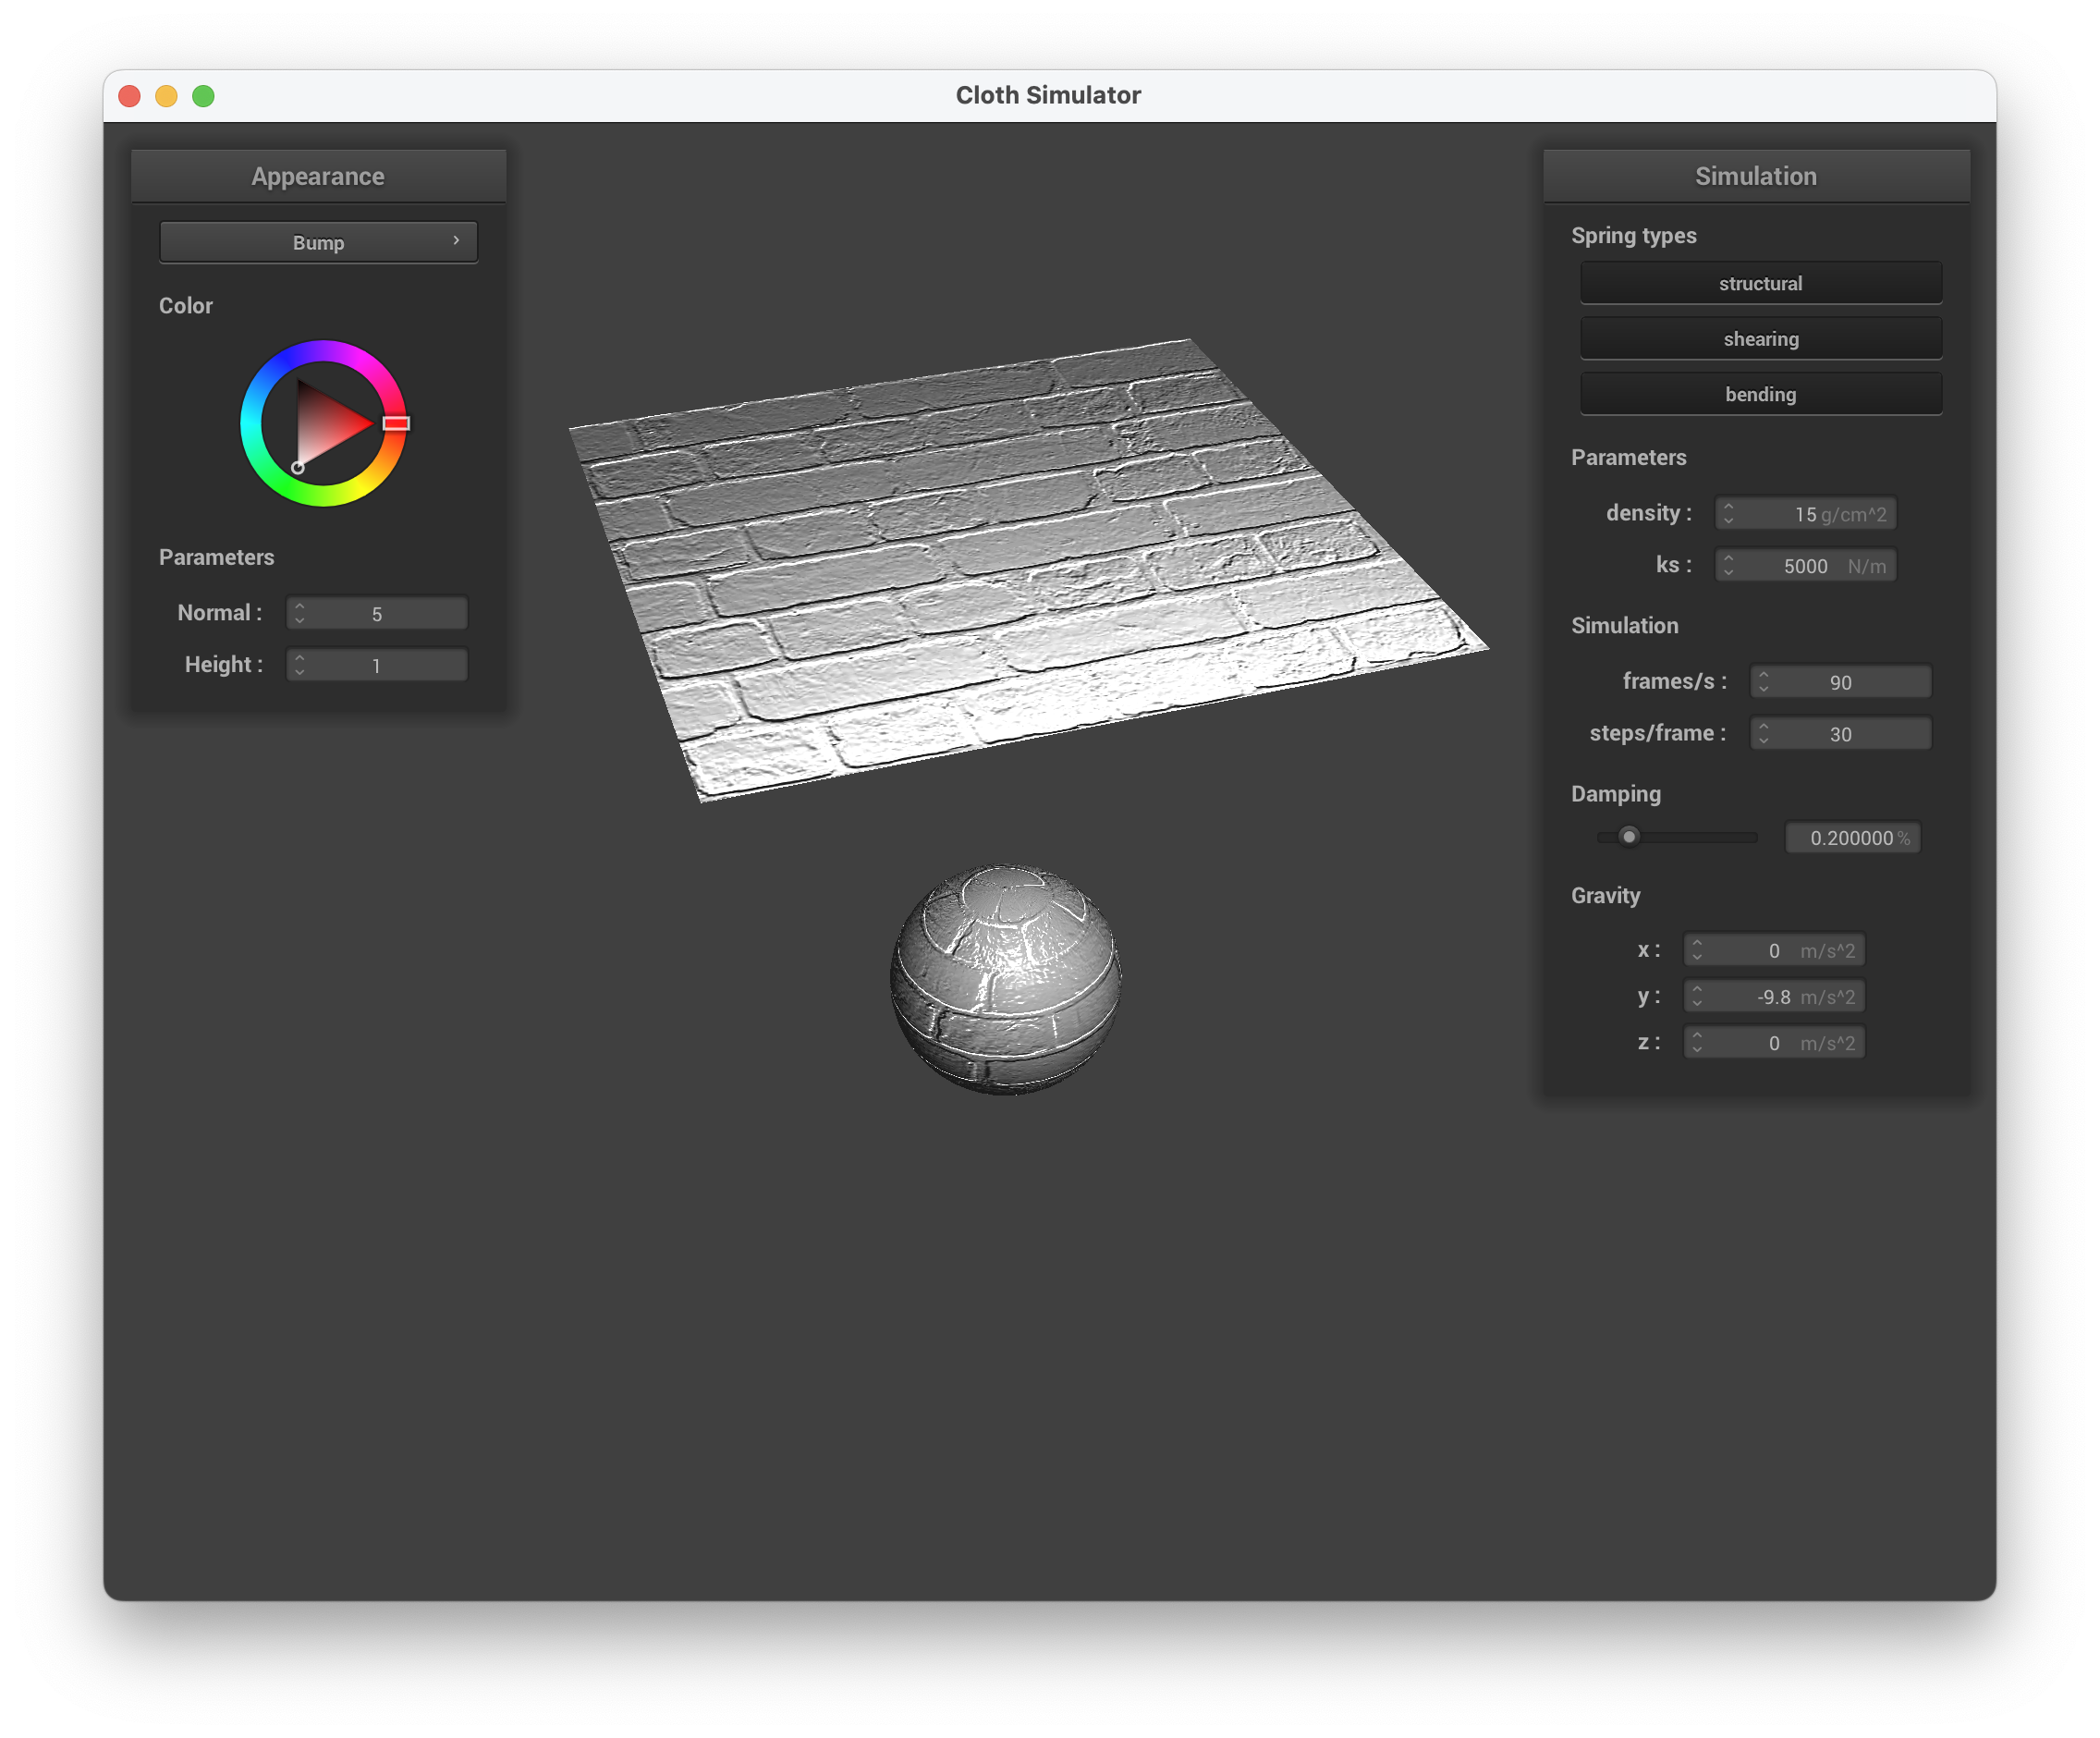 Cloth Simulator
Appearance
Bump
Color
Parameters
Normal : 5
Height : 1
Simulation
Spring types
structural
shearing
bending
Parameters
density : 15 g/cm^2
ks : 5000 N/m
Simulation
frames/s : 90
steps/frame : 30
Damping
0.200000 %
Gravity
x : 0 m/s^2
y : -9.8 m/s^2
z : 0 m/s^2